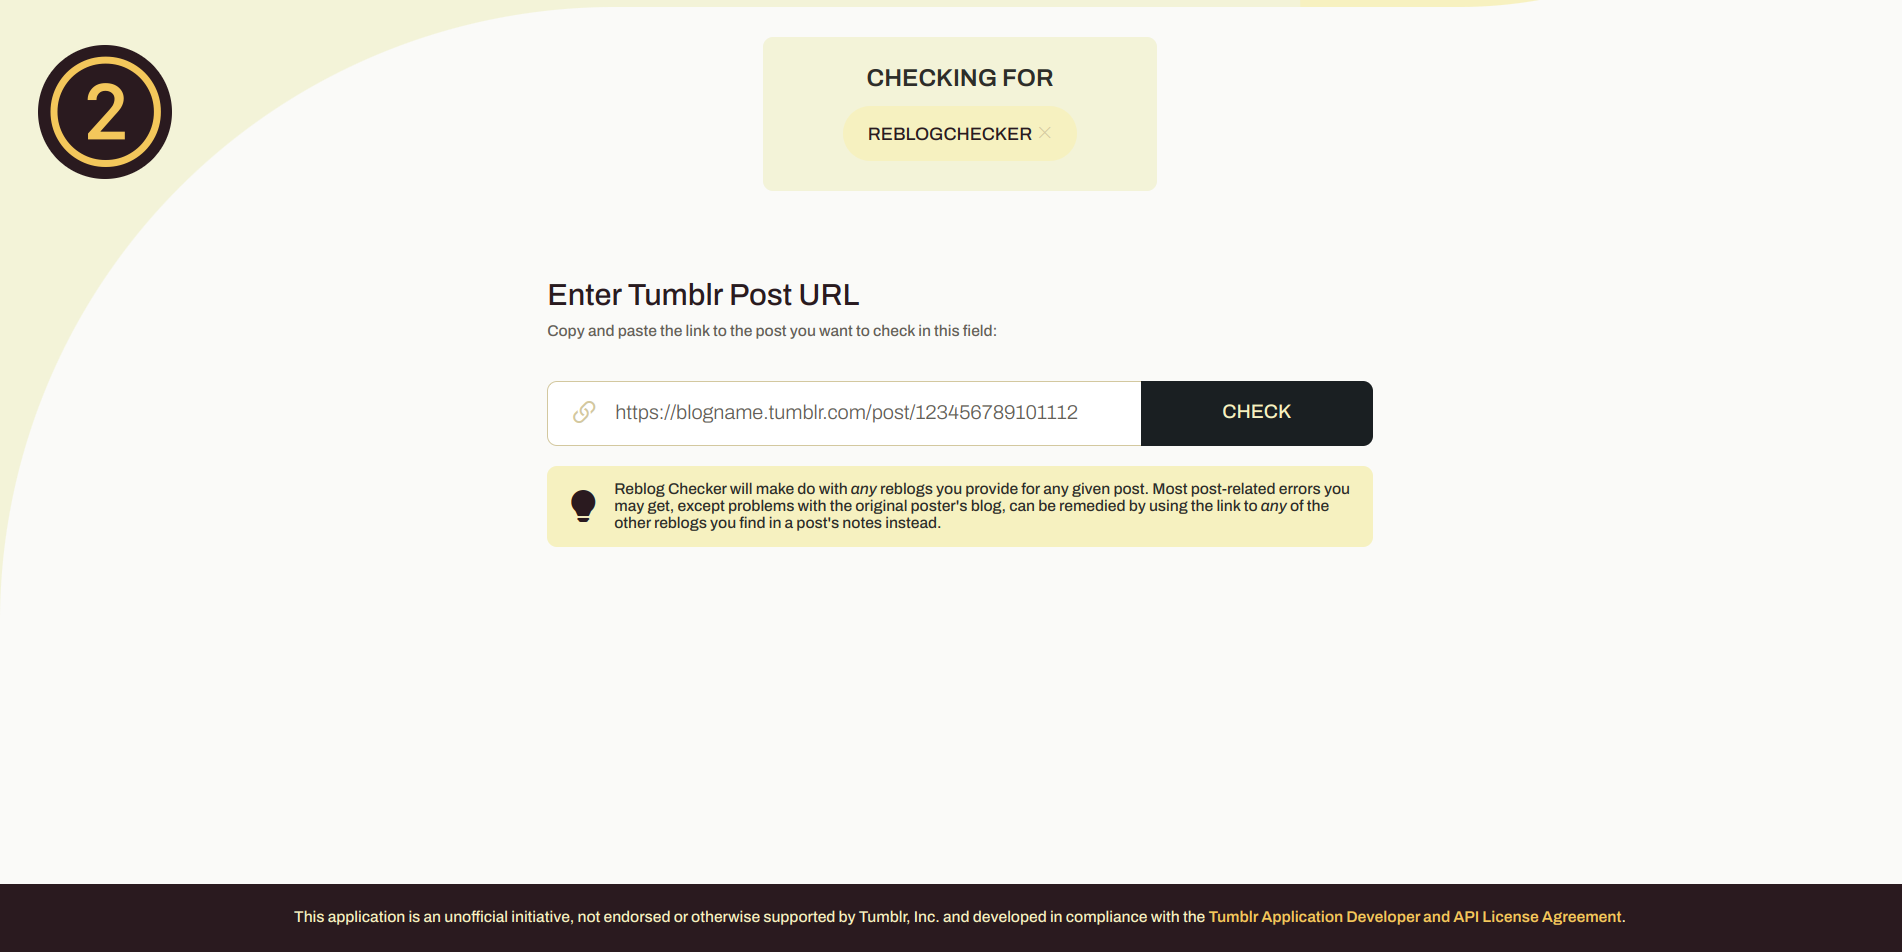 2
CHECKING FOR
REBLOGCHECKER
Enter Tumblr Post URL
Copy and paste the link to the post you want to check in this field:
https://blogname.tumblr.com/post/123456789101112
CHECK
Reblog Checker will make do with any reblogs you provide for any given post. Most post-related errors you
may get, except problems with the original poster's blog, can be remedied by using the link to any of the
other reblogs you find in a post's notes instead.
This application is an unofficial initiative, not endorsed or otherwise supported by Tumblr, Inc. and developed in compliance with the Tumblr Application Developer and API License Agreement.